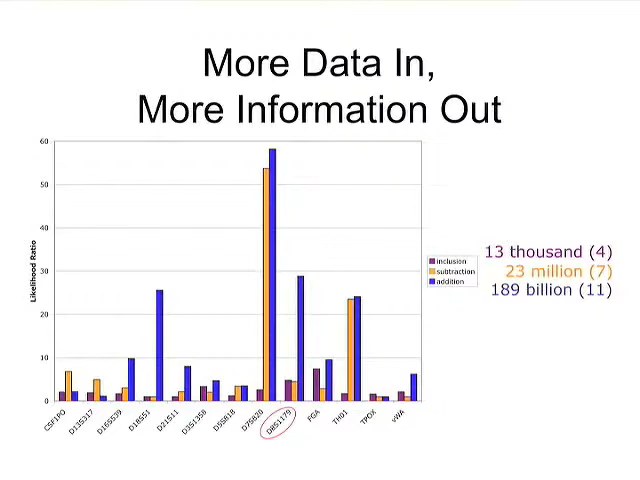 More Data In,
More Information Out
60
50
40
30
20
10
0
Likelihood Ratio
CSF1PO
D13S317
D16S539
D18S51
D21S11
D3S1358
D5S818
D7S820
D8S1179
FGA
TH01
TPOX
vWA
inclusion
subtraction
addition
13 thousand (4)
23 million (7)
189 billion (11)